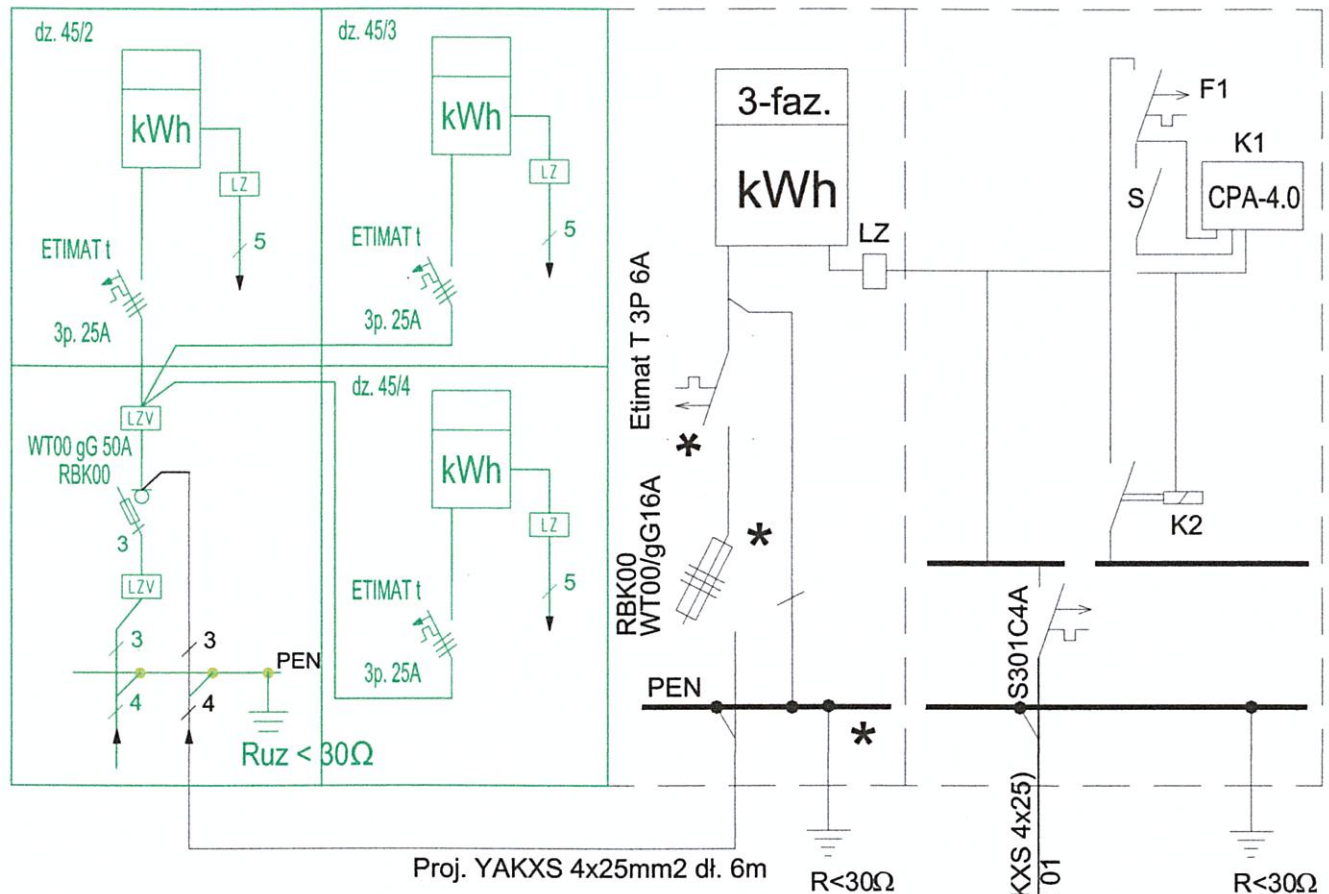 dz. 45/2
kWh
LZ
5
ETIMAT t
3p. 25A
dz. 45/3
kWh
LZ
5
ETIMAT t
3p. 25A
LZV
WT00 gG 50A
RBK00
3
LZV
3
3
PEN
4
4
Ruz < 30Ω
dz. 45/4
kWh
LZ
5
ETIMAT t
3p. 25A
3-faz.
kWh
LZ
Etimat T 3P 6A
*
RBK00
WT00/gG16A
*
PEN
*
R<30Ω
Proj. YAKXS 4x25mm2 dł. 6m
F1
K1
CPA-4.0
S
K2
S301C4A
KXS 4x25)
01
R<30Ω